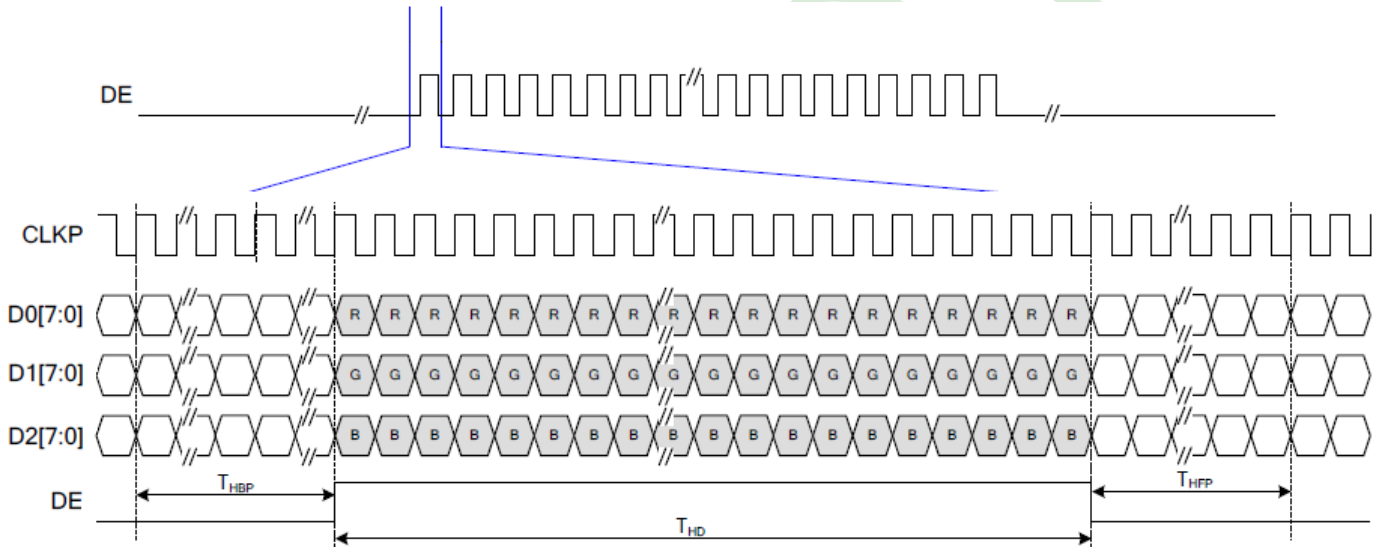 DE
//
//
//
CLKP
//
//
//
//
D0[7:0]
//
//
R R R R R R R R R R R R R R R R R R R
//
//
D1[7:0]
//
//
G G G G G G G G G G G G G G G G G G G
//
//
D2[7:0]
//
//
B B B B B B B B B B B B B B B B B B B
//
//
THBP
THFP
DE
THD